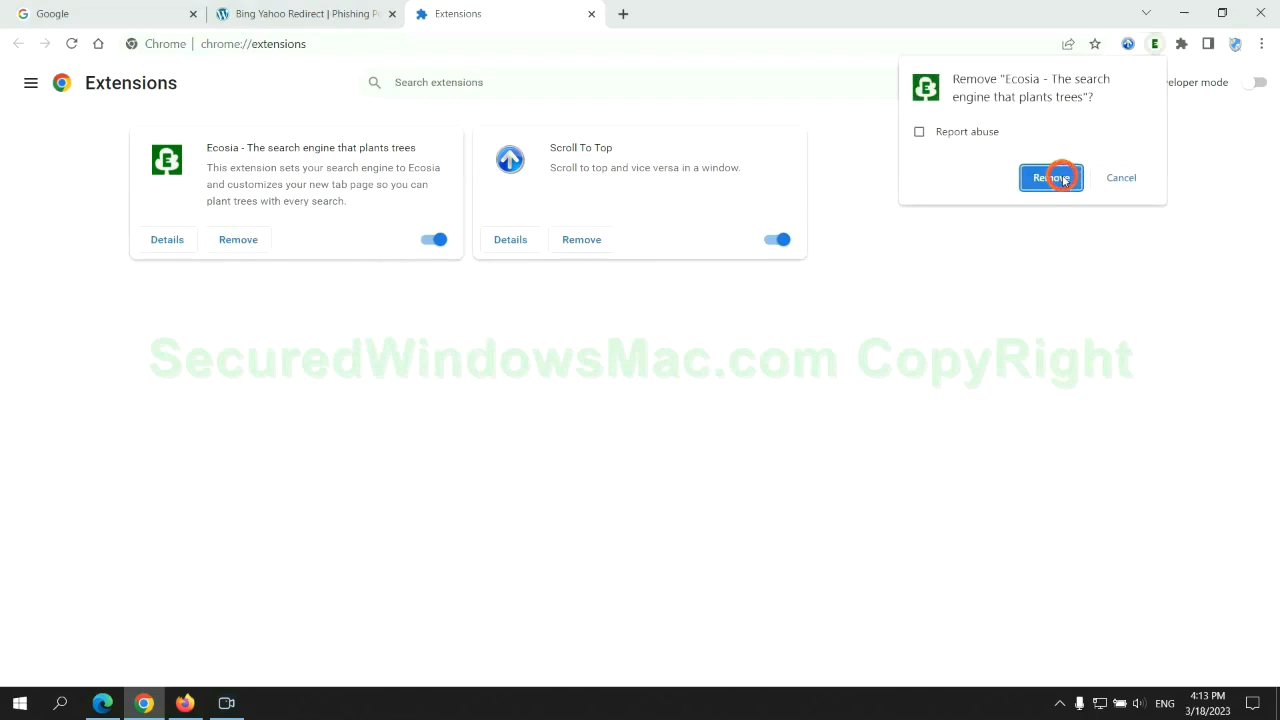 Google
Bing Yahoo Redirect | Phishing Po
Extensions
Chrome | chrome://extensions
Extensions
Search extensions
veloper mode
Remove "Ecosia - The search
engine that plants trees"?
Report abuse
Remove
Cancel
Ecosia - The search engine that plants trees
This extension sets your search engine to Ecosia
and customizes your new tab page so you can
plant trees with every search.
Details
Remove
Scroll To Top
Scroll to top and vice versa in a window.
Details
Remove
SecuredWindowsMac.com CopyRight
ENG
4:13 PM
3/18/2023